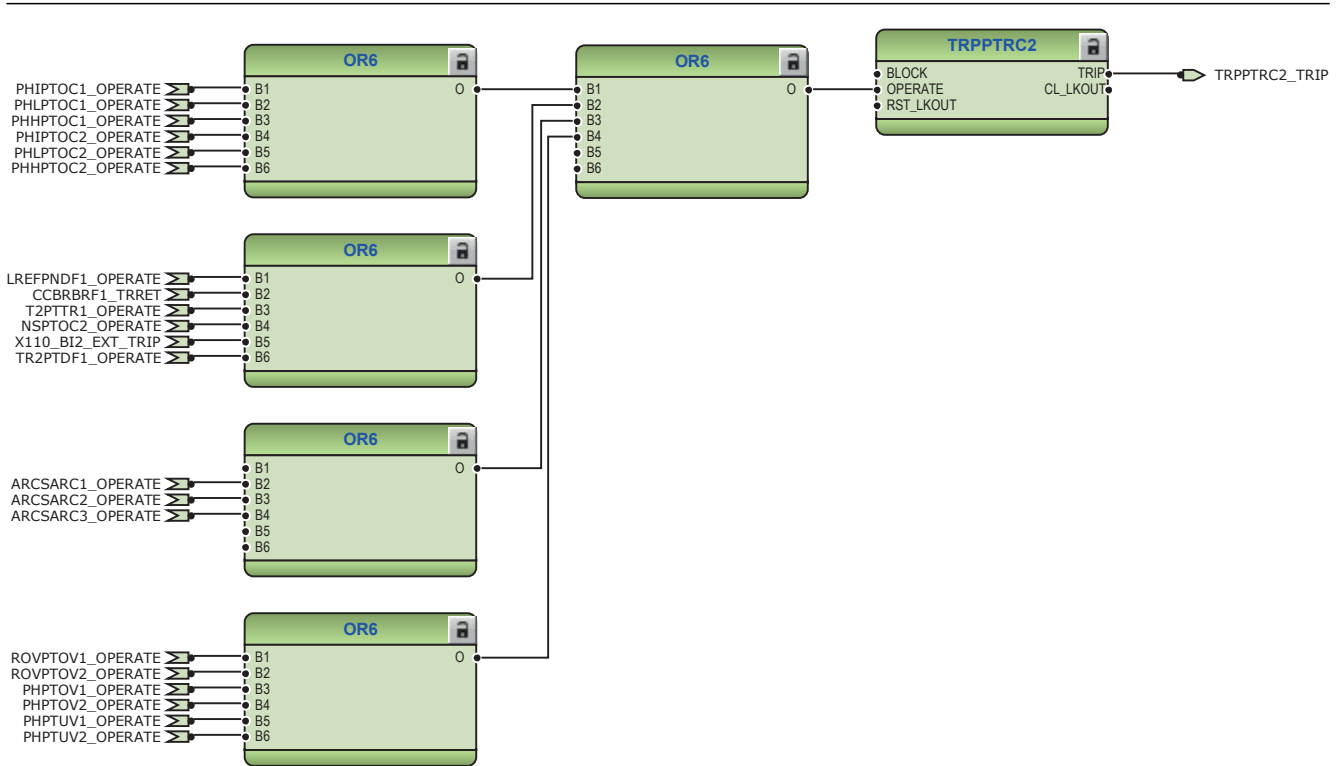 OR6
PHIPTOC1_OPERATE B1 O
PHLPTOC1_OPERATE B2
PHHPTOC1_OPERATE B3
PHIPTOC2_OPERATE B4
PHLPTOC2_OPERATE B5
PHHPTOC2_OPERATE B6
OR6
B1 O
B2
B3
B4
B5
B6
TRPPTRC2
BLOCK TRIP TRPPTRC2_TRIP
OPERATE CL_LKOUT
RST_LKOUT
OR6
LREFPNDF1_OPERATE B1 O
CCBRBRF1_TRRET B2
T2PTTR1_OPERATE B3
NSPTOC2_OPERATE B4
X110_BI2_EXT_TRIP B5
TR2PTDF1_OPERATE B6
OR6
B1 O
ARCSARC1_OPERATE B2
ARCSARC2_OPERATE B3
ARCSARC3_OPERATE B4
B5
B6
OR6
ROVPTOV1_OPERATE B1 O
ROVPTOV2_OPERATE B2
PHPTOV1_OPERATE B3
PHPTOV2_OPERATE B4
PHPTUV1_OPERATE B5
PHPTUV2_OPERATE B6